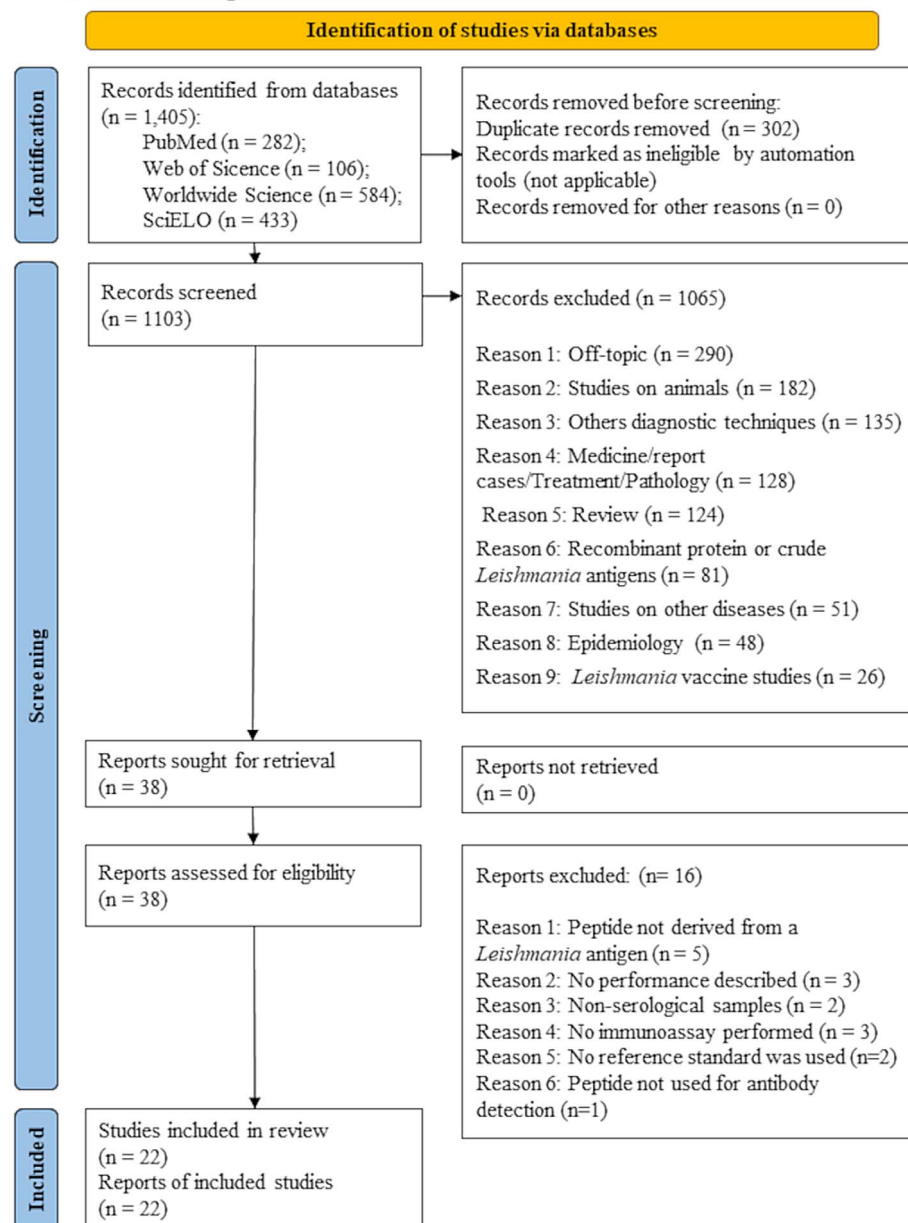 Identification of studies via databases
Identification
Records identified from databases
(n = 1,405):
PubMed (n = 282);
Web of Sicence (n = 106);
Worldwide Science (n = 584);
SciELO (n = 433)
Records removed before screening:
Duplicate records removed (n = 302)
Records marked as ineligible by automation
tools (not applicable)
Records removed for other reasons (n = 0)
Screening
Records screened
(n = 1103)
Records excluded (n = 1065)
Reason 1: Off-topic (n = 290)
Reason 2: Studies on animals (n = 182)
Reason 3: Others diagnostic techniques (n = 135)
Reason 4: Medicine/report
cases/Treatment/Pathology (n = 128)
Reason 5: Review (n = 124)
Reason 6: Recombinant protein or crude
Leishmania antigens (n = 81)
Reason 7: Studies on other diseases (n = 51)
Reason 8: Epidemiology (n = 48)
Reason 9: Leishmania vaccine studies (n = 26)
Reports sought for retrieval
(n = 38)
Reports not retrieved
(n = 0)
Reports assessed for eligibility
(n = 38)
Reports excluded: (n= 16)
Reason 1: Peptide not derived from a
Leishmania antigen (n = 5)
Reason 2: No performance described (n = 3)
Reason 3: Non-serological samples (n = 2)
Reason 4: No immunoassay performed (n = 3)
Reason 5: No reference standard was used (n=2)
Reason 6: Peptide not used for antibody
detection (n=1)
Included
Studies included in review
(n = 22)
Reports of included studies
(n = 22)